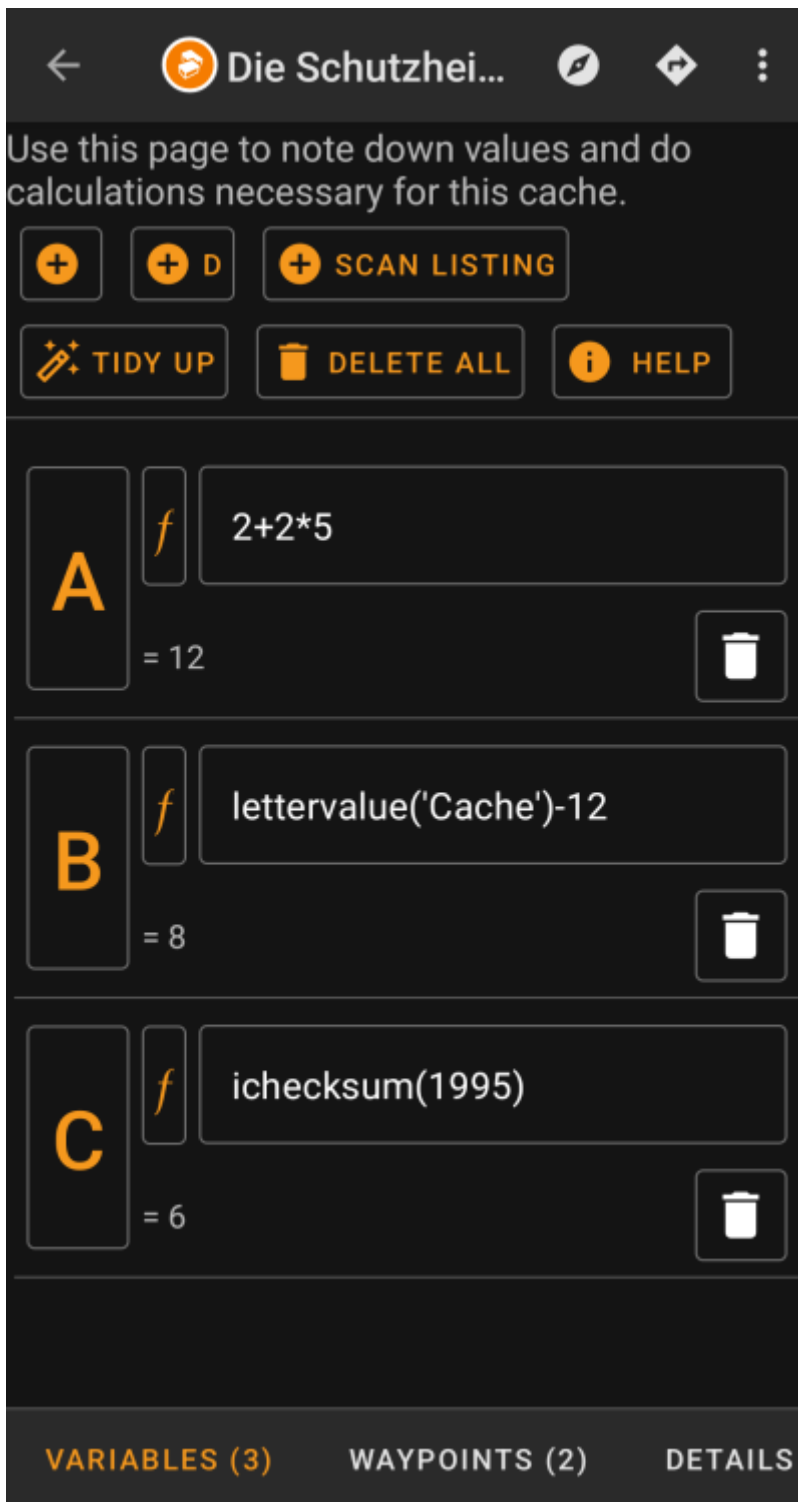 Die Schutzhei...
Use this page to note down values and do
calculations necessary for this cache.
D
SCAN LISTING
TIDY UP
DELETE ALL
HELP
A
f
2+2*5
= 12
B
f
lettervalue('Cache')-12
= 8
C
f
ichecksum(1995)
= 6
VARIABLES (3) WAYPOINTS (2) DETAILS